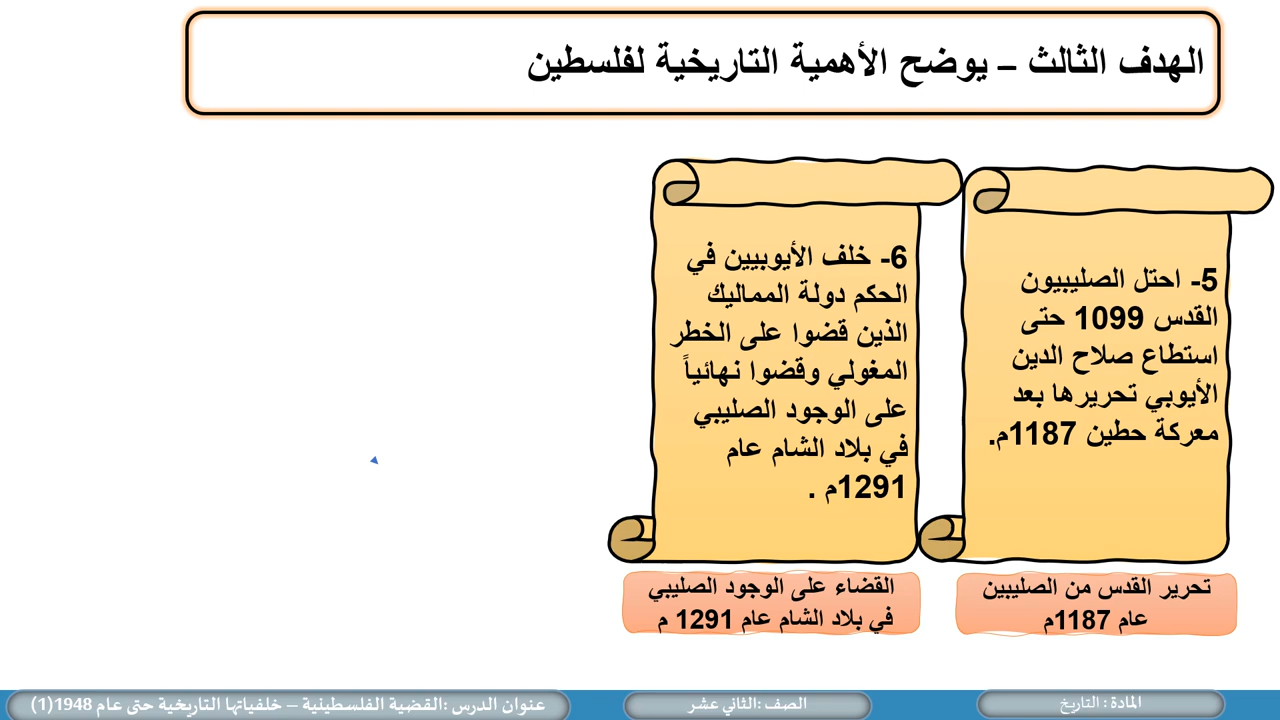 الهدف الثالث – يوضح الأهمية التاريخية لفلسطين
5- احتل الصليبيون
القدس 1099 حتى
استطاع صلاح الدين
الأيوبي تحريرها بعد
معركة حطين 1187م.
تحرير القدس من الصليبين
عام 1187م
6- خلف الأيوبيين في
الحكم دولة المماليك
الذين قضوا على الخطر
المغولي وقضوا نهائياً
على الوجود الصليبي
في بلاد الشام عام
1291م .
القضاء على الوجود الصليبي
في بلاد الشام عام 1291 م
المادة : التاريخ
الصف :الثاني عشر
عنوان الدرس :القضية الفلسطينية – خلفياتها التاريخية حتى عام 1948(1)